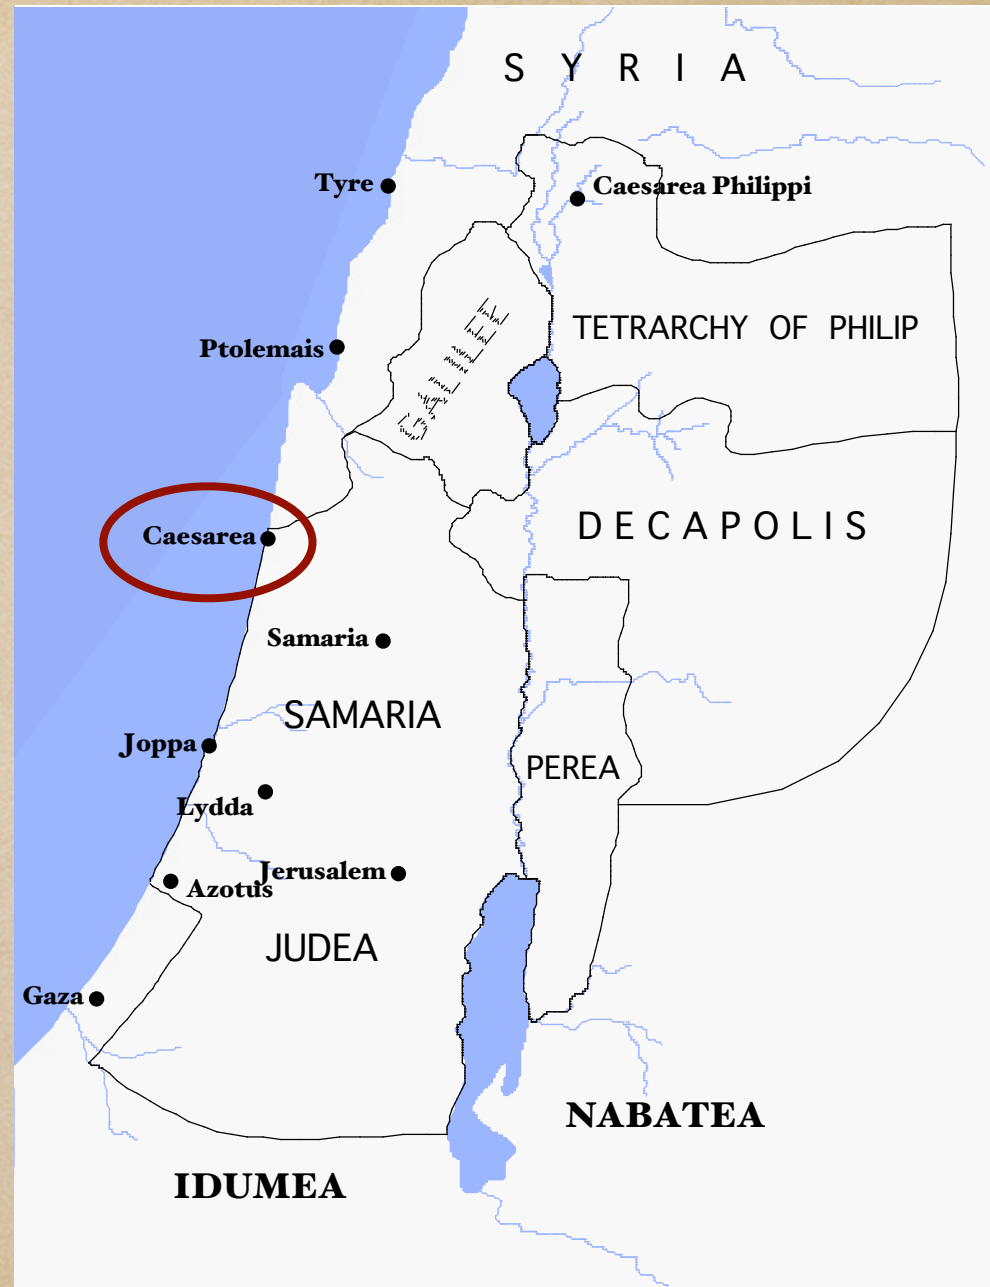 SYRIA
Tyre
Caesarea Philippi
TETRARCHY OF PHILIP
Ptolemais
GALILEE
DECAPOLIS
Caesarea
Samaria
SAMARIA
Joppa
PEREA
Lydda
Jerusalem
Azotus
JUDEA
Gaza
NABATEA
IDUMEA